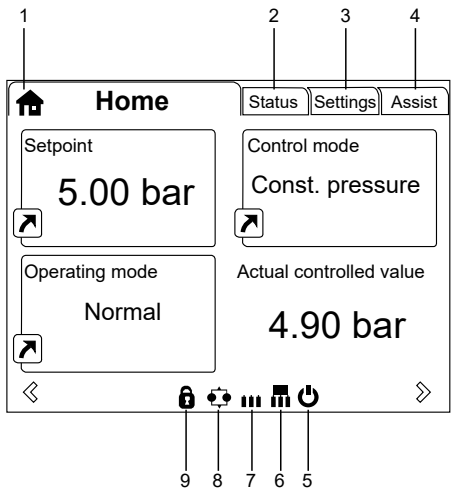 1 2 3 4
Home Status Settings Assist
Setpoint
5.00 bar
Control mode
Const. pressure
Operating mode
Normal
Actual controlled value
4.90 bar
9 8 7 6 5